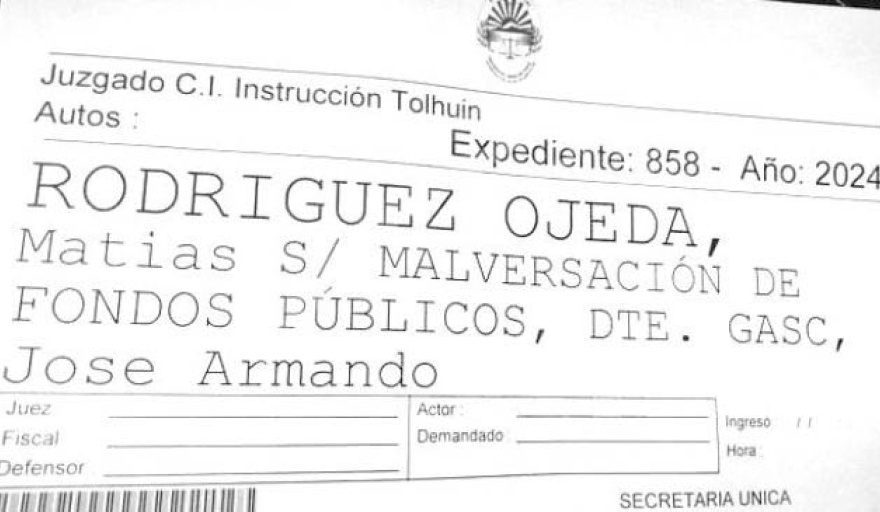 Juzgado C.I. Instrucción Tolhuin
Autos :
Expediente: 858 - Año: 2024
RODRIGUEZ OJEDA,
Matias S/ MALVERSACIÓN DE
FONDOS PÚBLICOS, DTE. GASC,
Jose Armando
Juez
Fiscal
Defensor
Actor :
Demandado
Ingreso : / /
Hora :
SECRETARIA UNICA